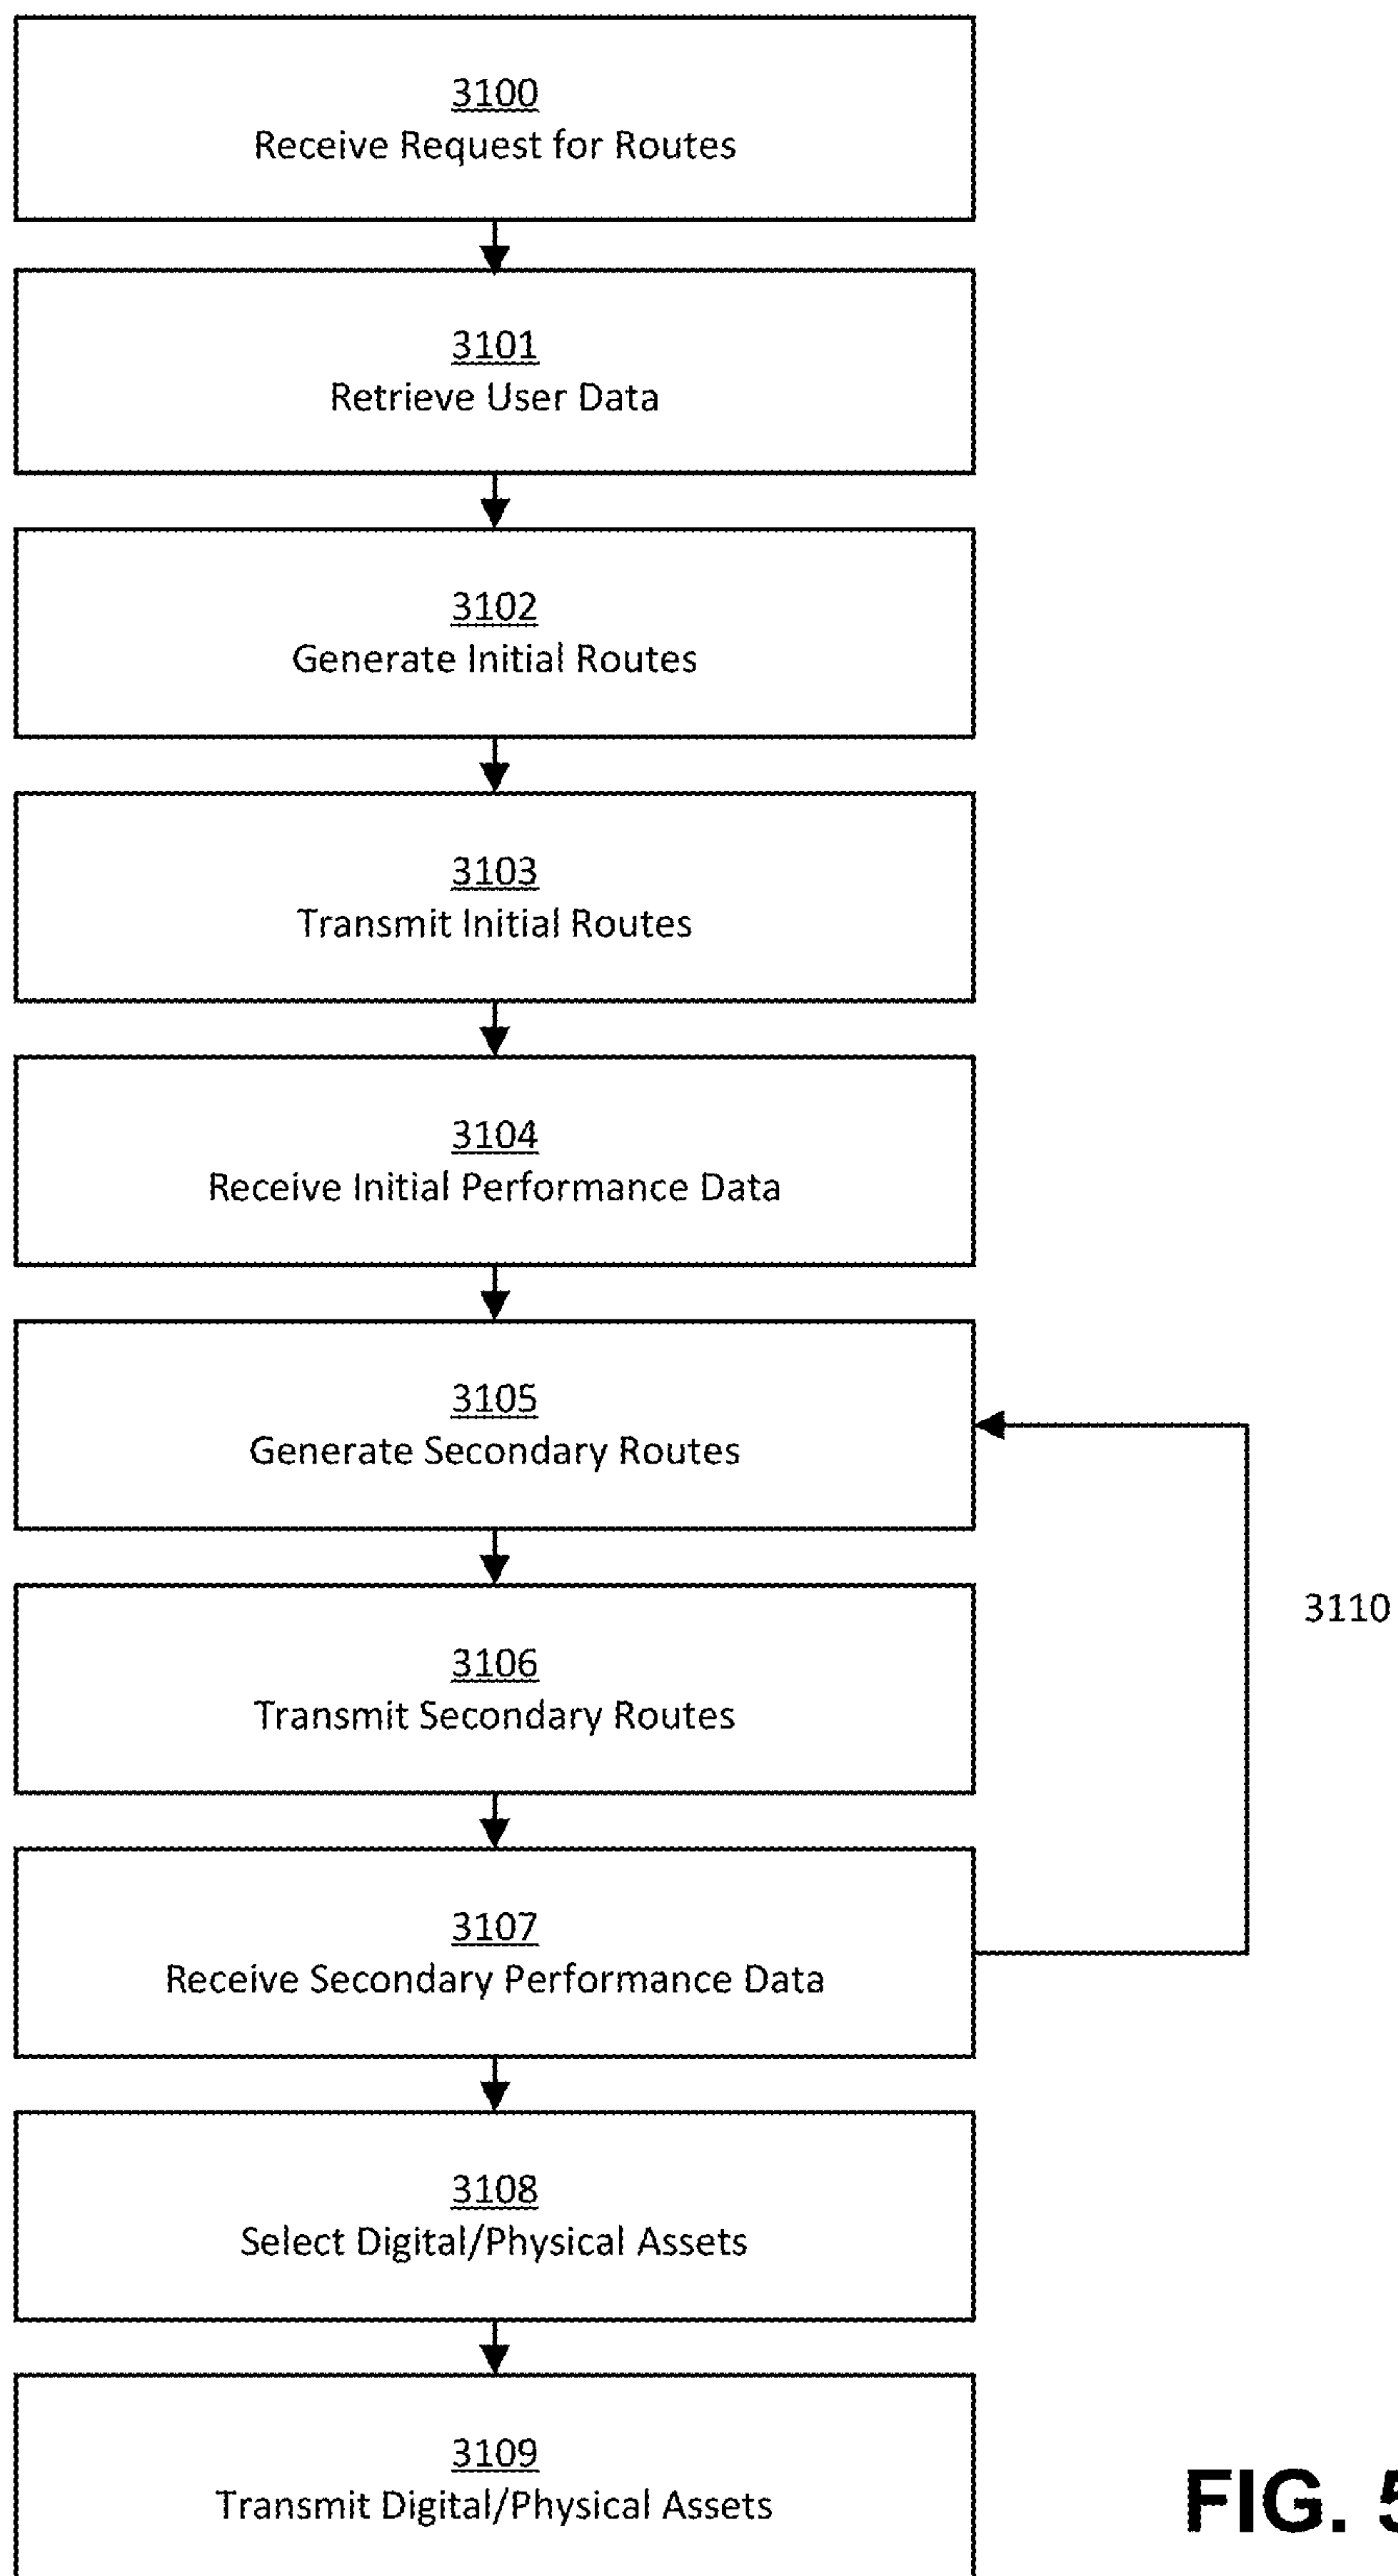 3100
Receive Request for Routes
3101
Retrieve User Data
3102
Generate Initial Routes
3103
Transmit Initial Routes
3104
Receive Initial Performance Data
3105
Generate Secondary Routes
3106
Transmit Secondary Routes
3110
3107
Receive Secondary Performance Data
3108
Select Digital/Physical Assets
3109
Transmit Digital/Physical Assets
FIG. 5